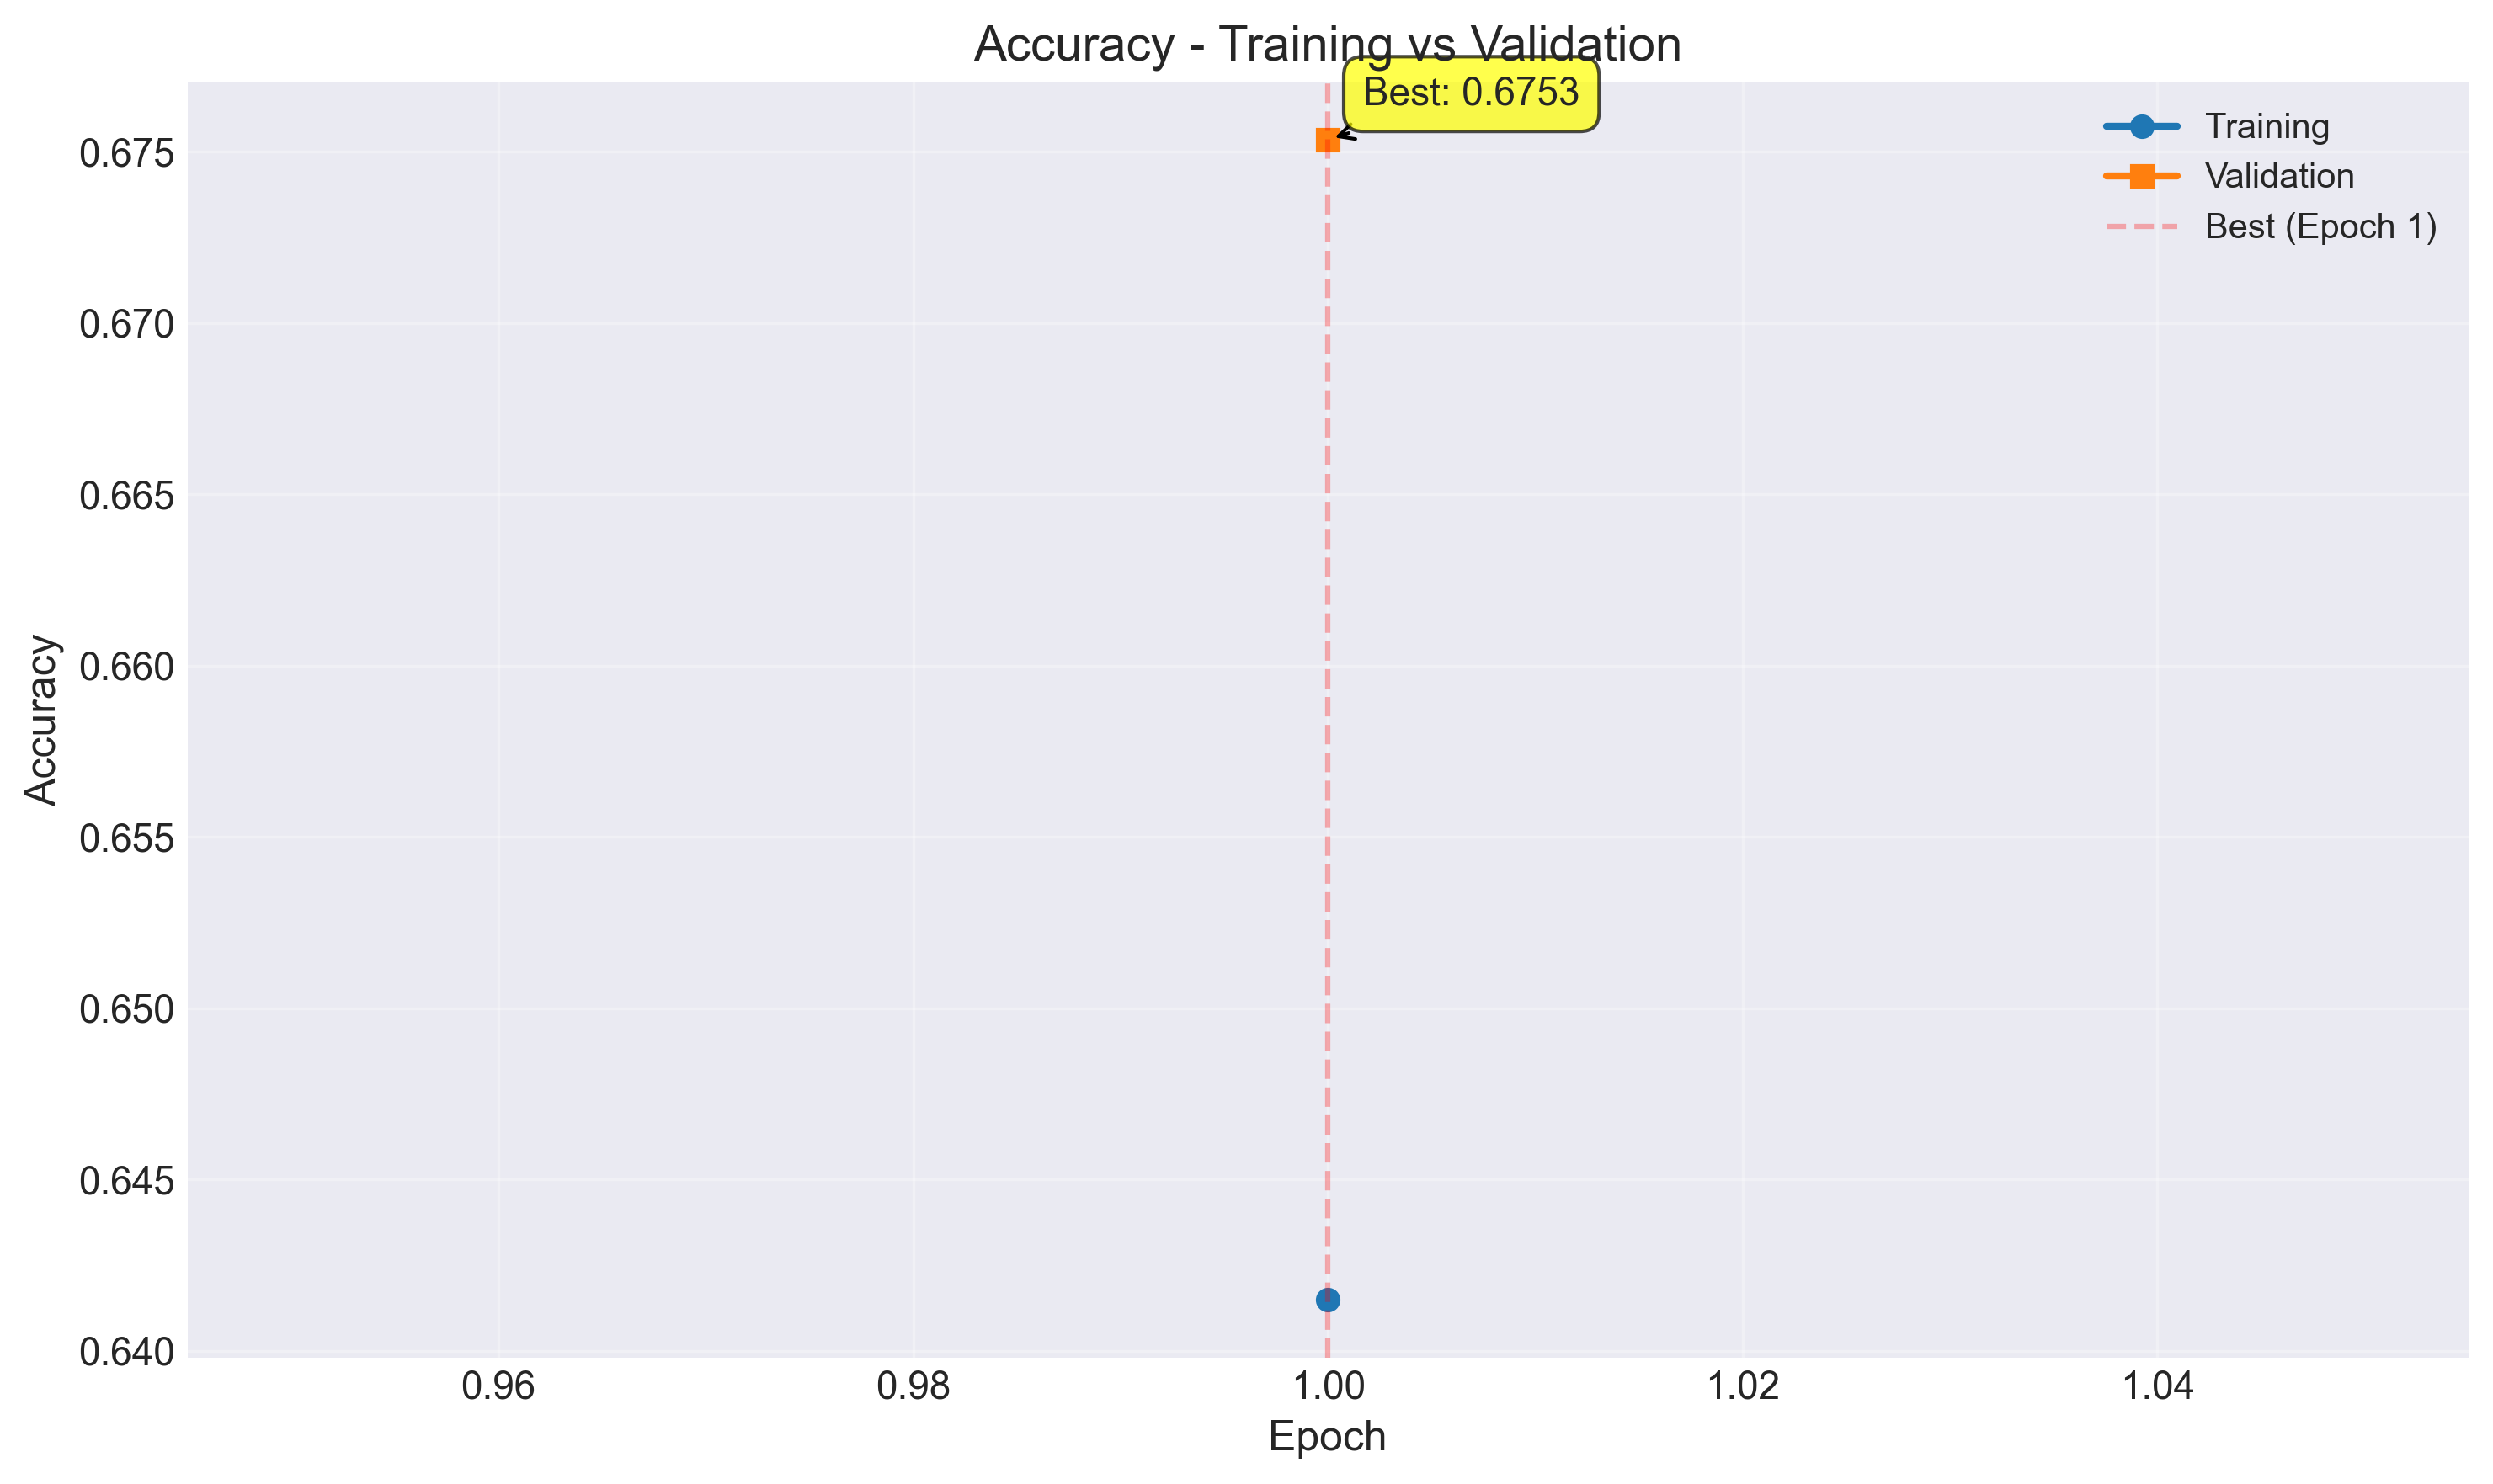 Accuracy - Training vs Validation
Best: 0.6753
Training
Validation
Best (Epoch 1)
0.675
0.670
0.665
0.660
0.655
0.650
0.645
0.640
Accuracy
0.96
0.98
1.00
1.02
1.04
Epoch